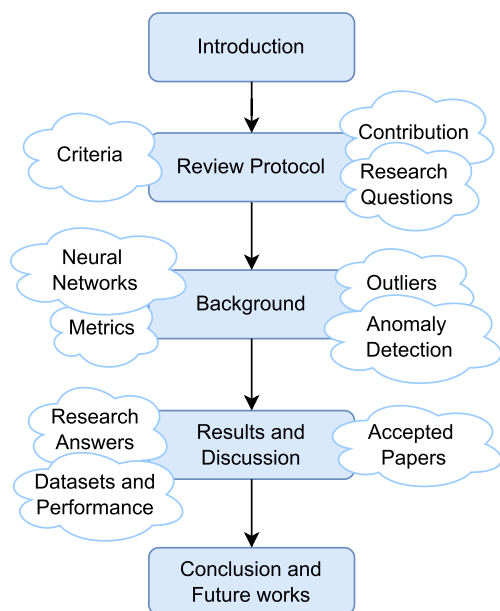 Introduction
Criteria
Review Protocol
Contribution
Research
Questions
Neural
Networks
Metrics
Background
Outliers
Anomaly
Detection
Research
Answers
Datasets and
Performance
Results and
Discussion
Accepted
Papers
Conclusion and
Future works